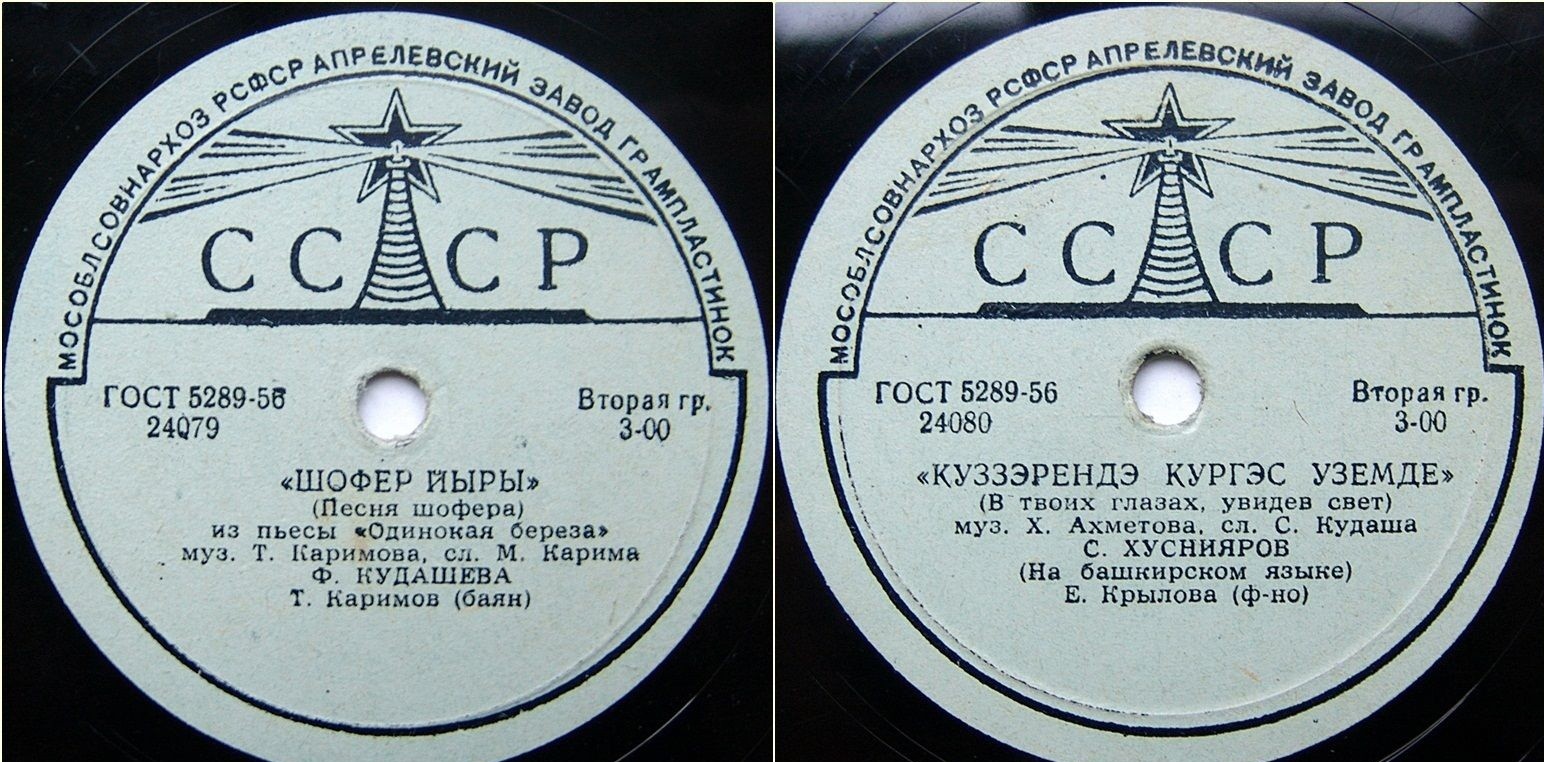 МОСОБЛСОВНАРХОЗ РСФСР АПРЕЛЕВСКИЙ ЗАВОД ГРАМПЛАСТИНОК
СССР
ГОСТ 5289-56
24079
Вторая гр.
3-00
«ШОФЕР ЙЫРЫ»
(Песня шофера)
из пьесы «Одинокая береза»
муз. Т. Каримова, сл. М. Карима
Ф. КУДАШЕВА
Т. Каримов (баян)
МОСОБЛСОВНАРХОЗ РСФСР АПРЕЛЕВСКИЙ ЗАВОД ГРАМПЛАСТИНОК
СССР
ГОСТ 5289-56
24080
Вторая гр.
3-00
«КУЗЗЭРЕНДЭ КУРГЭС УЗЕМДЕ»
(В твоих глазах, увидев свет)
муз. Х. Ахметова, сл. С. Кудаша
С. ХУСНИЯРОВ
(На башкирском языке)
Е. Крылова (ф-но)